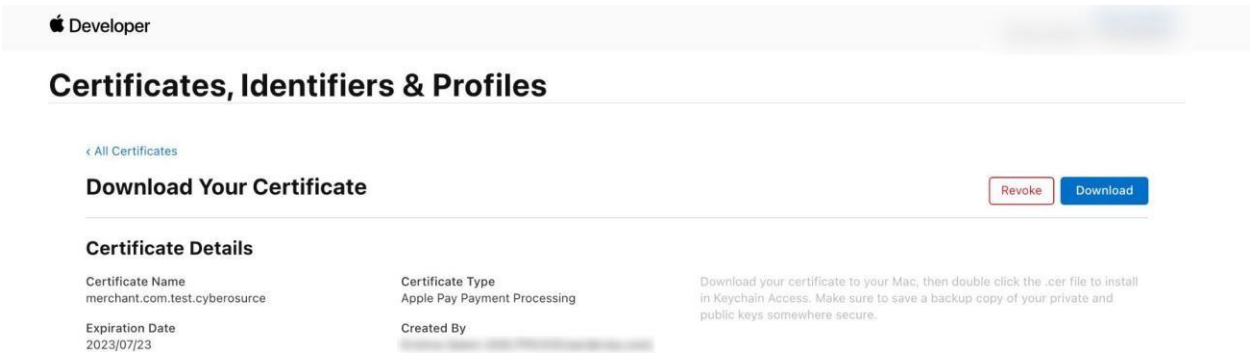 Developer
Certificates, Identifiers & Profiles
‹ All Certificates
Download Your Certificate
Revoke
Download
Certificate Details
Certificate Name
merchant.com.test.cyberosurce
Certificate Type
Apple Pay Payment Processing
Download your certificate to your Mac, then double click the .cer file to install
in Keychain Access. Make sure to save a backup copy of your private and
public keys somewhere secure.
Expiration Date
2023/07/23
Created By